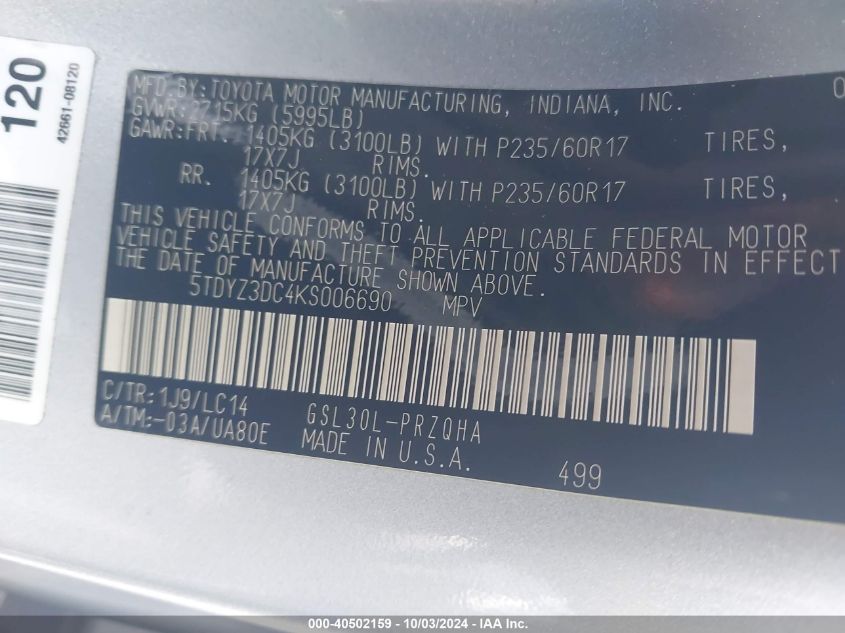 120
42661-08120
0
MFD.BY:TOYOTA MOTOR MANUFACTURING, INDIANA, INC.
GVWR:2715KG (5995LB)
GAWR:FRT. 1405KG (3100LB) WITH P235/60R17 TIRES,
17X7J RIMS.
RR. 1405KG (3100LB) WITH P235/60R17 TIRES,
17X7J RIMS.
THIS VEHICLE CONFORMS TO ALL APPLICABLE FEDERAL MOTOR
VEHICLE SAFETY AND THEFT PREVENTION STANDARDS IN EFFECT
THE DATE OF MANUFACTURE SHOWN ABOVE.
5TDYZ3DC4KS006690 MPV
C/TR:1J9/LC14 GSL30L-PRZQHA
A/TM:-03A/UA80E MADE IN U.S.A.
499
000-40502159 - 10/03/2024 - IAAI.com